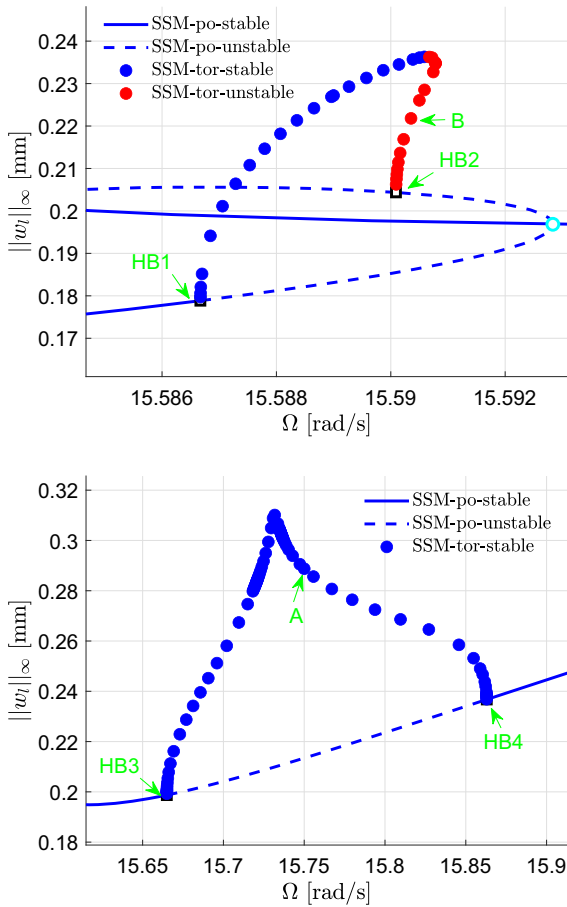 SSM-po-stable
SSM-po-unstable
SSM-tor-stable
SSM-tor-unstable
0.24
0.23
0.22
0.21
0.2
0.19
0.18
0.17
||w_l||_∞ [mm]
B
HB2
HB1
15.586
15.588
15.59
15.592
Ω [rad/s]
SSM-po-stable
SSM-po-unstable
SSM-tor-stable
0.32
0.3
0.28
0.26
0.24
0.22
0.2
0.18
||w_l||_∞ [mm]
A
HB3
HB4
15.65
15.7
15.75
15.8
15.85
15.9
Ω [rad/s]